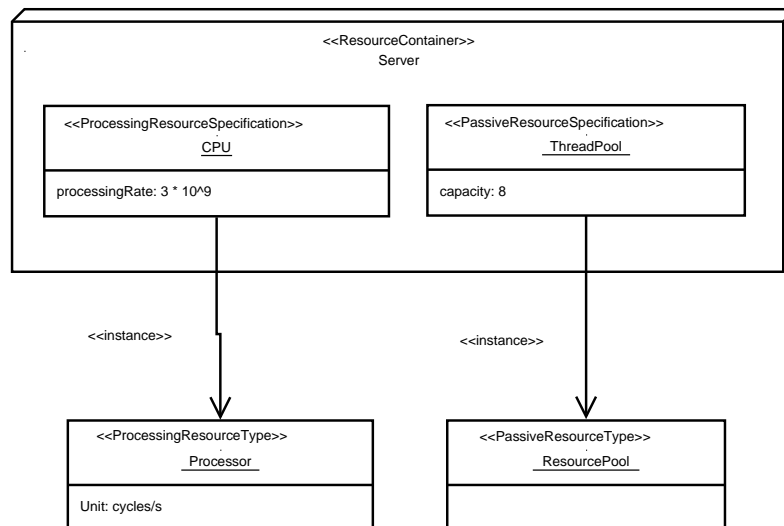 <<ResourceContainer>>
Server
<<ProcessingResourceSpecification>>
CPU
processingRate: 3 * 10^9
<<PassiveResourceSpecification>>
ThreadPool
capacity: 8
<<instance>>
<<instance>>
<<ProcessingResourceType>>
Processor
Unit: cycles/s
<<PassiveResourceType>>
ResourcePool